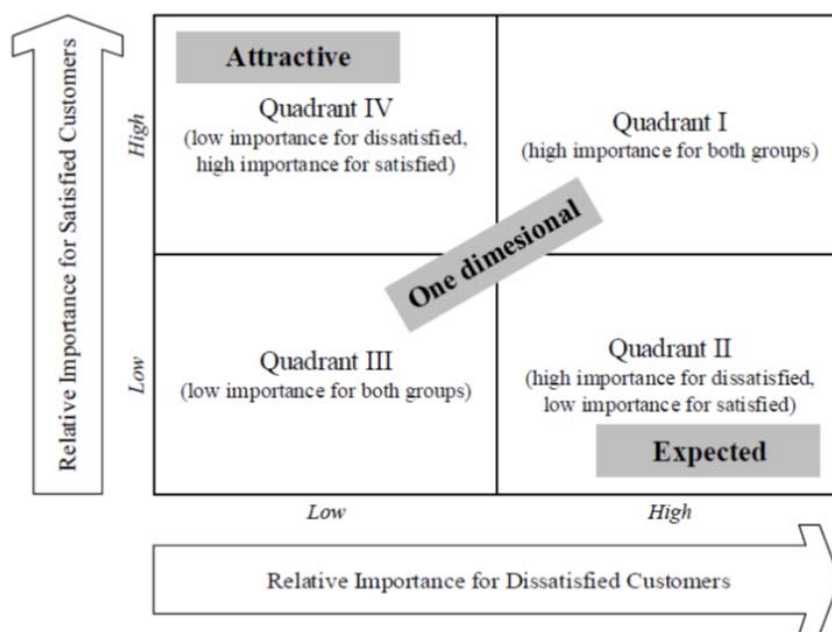 Relative Importance for Satisfied Customers
High
Low
Attractive
Quadrant IV
(low importance for dissatisfied,
high importance for satisfied)
Quadrant I
(high importance for both groups)
One dimesional
Quadrant III
(low importance for both groups)
Quadrant II
(high importance for dissatisfied,
low importance for satisfied)
Expected
Low
High
Relative Importance for Dissatisfied Customers